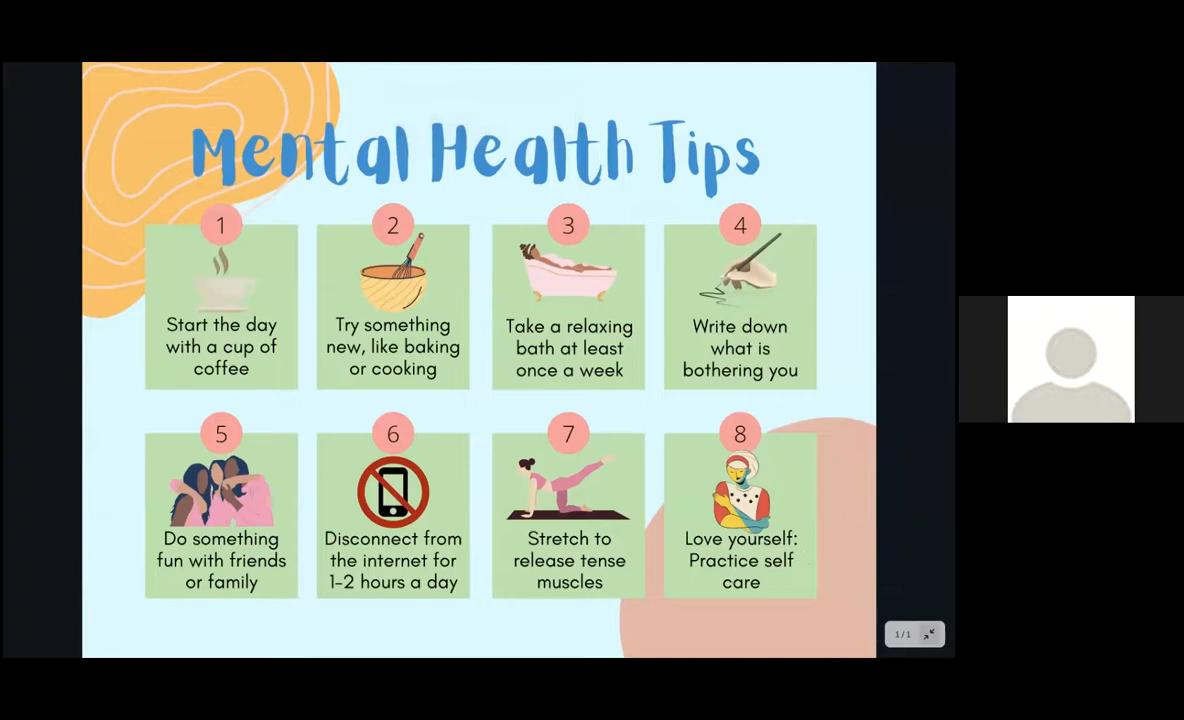 Mental Health Tips
1
Start the day
with a cup of
coffee
2
Try something
new, like baking
or cooking
3
Take a relaxing
bath at least
once a week
4
Write down
what is
bothering you
5
Do something
fun with friends
or family
6
Disconnect from
the internet for
1-2 hours a day
7
Stretch to
release tense
muscles
8
Love yourself:
Practice self
care
1/1